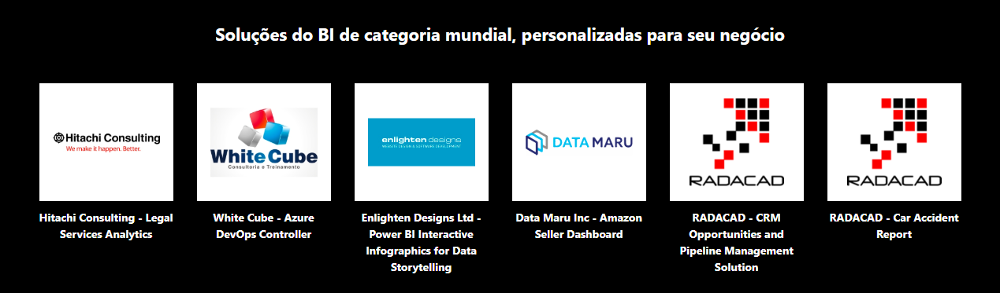 Soluções do BI de categoria mundial, personalizadas para seu negócio
Hitachi Consulting
We make it happen. Better.
White Cube
Consultoria e Treinamento
enlighten designs
WEBSITE DESIGN & SOFTWARE DEVELOPMENT
DATA MARU
RADACAD
RADACAD
Hitachi Consulting - Legal
Services Analytics
White Cube - Azure
DevOps Controller
Enlighten Designs Ltd -
Power BI Interactive
Infographics for Data
Storytelling
Data Maru Inc - Amazon
Seller Dashboard
RADACAD - CRM
Opportunities and
Pipeline Management
Solution
RADACAD - Car Accident
Report